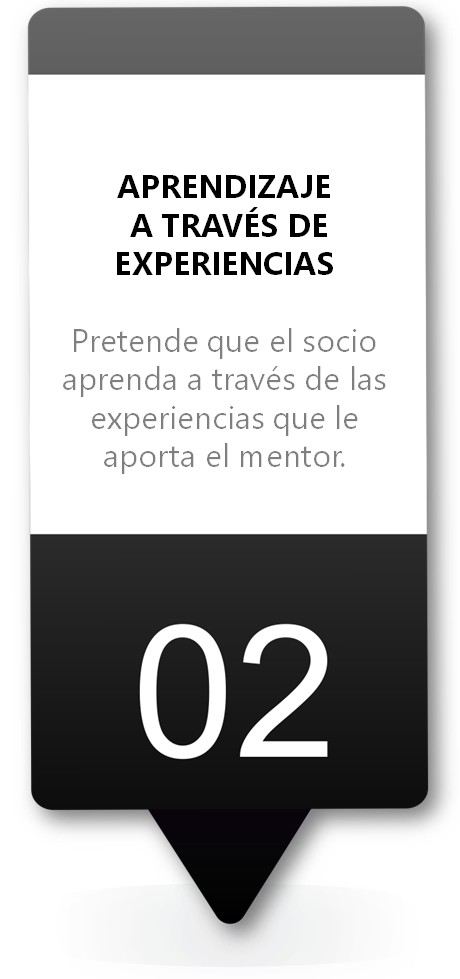 APRENDIZAJE
A TRAVÉS DE
EXPERIENCIAS
Pretende que el socio
aprenda a través de las
experiencias que le
aporta el mentor.
02